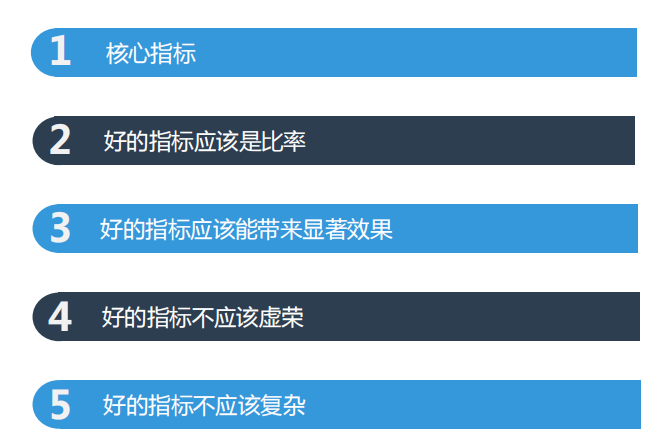 1 核心指标
2 好的指标应该是比率
3 好的指标应该能带来显著效果
4 好的指标不应该虚荣
5 好的指标不应该复杂